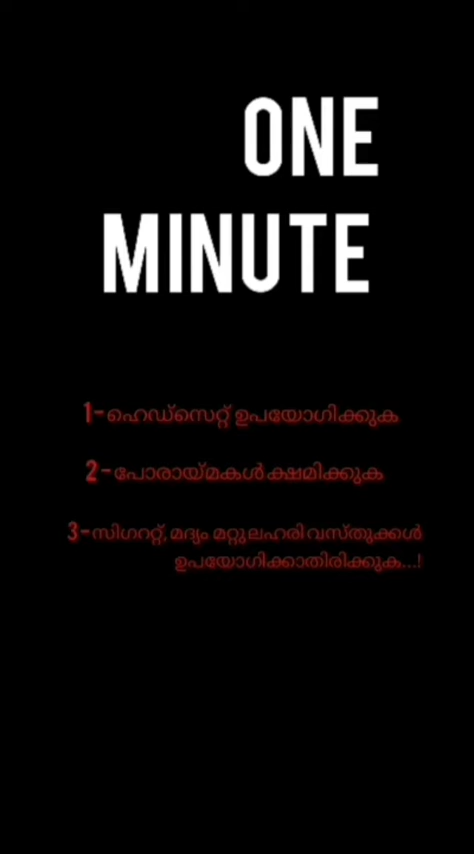 ONE
MINUTE
1-ഹെഡ്സെറ്റ് ഉപയോഗിക്കുക
2-പോരായ്മകൾ ക്ഷമിക്കുക
3-സിഗററ്റ്, മദ്യം മറ്റു ലഹരി വസ്തുക്കൾ
ഉപയോഗിക്കാതിരിക്കുക...!